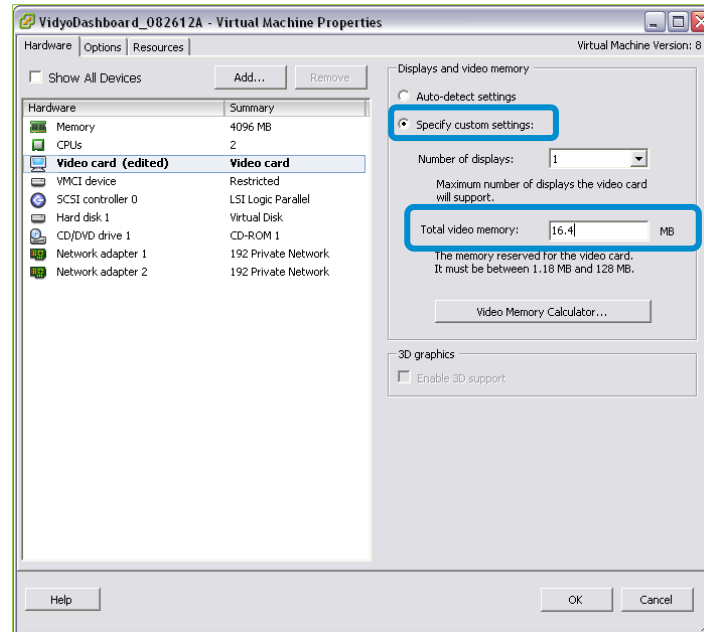 VidyoDashboard_082612A - Virtual Machine Properties
Hardware Options Resources
Virtual Machine Version: 8
Show All Devices
Add...
Remove
Hardware Summary
Memory 4096 MB
CPUs 2
Video card (edited) Video card
VMCI device Restricted
SCSI controller 0 LSI Logic Parallel
Hard disk 1 Virtual Disk
CD/DVD drive 1 CD-ROM 1
Network adapter 1 192 Private Network
Network adapter 2 192 Private Network
Displays and video memory
Auto-detect settings
Specify custom settings:
Number of displays: 1
Maximum number of displays the video card
will support.
Total video memory: 16.4 MB
The memory reserved for the video card.
It must be between 1.18 MB and 128 MB.
Video Memory Calculator...
3D graphics
Enable 3D support
Help
OK
Cancel